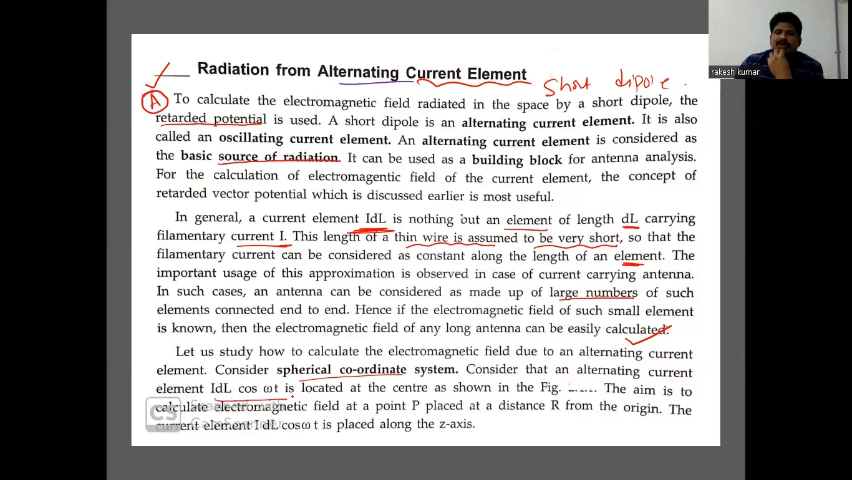 Radiation from Alternating Current Element
Short dipole
A
To calculate the electromagnetic field radiated in the space by a short dipole, the
retarded potential is used. A short dipole is an alternating current element. It is also
called an oscillating current element. An alternating current element is considered as
the basic source of radiation. It can be used as a building block for antenna analysis.
For the calculation of electromagentic field of the current element, the concept of
retarded vector potential which is discussed earlier is most useful.
In general, a current element IdL is nothing but an element of length dL carrying
filamentary current I. This length of a thin wire is assumed to be very short, so that the
filamentary current can be considered as constant along the length of an element. The
important usage of this approximation is observed in case of current carrying antenna.
In such cases, an antenna can be considered as made up of large numbers of such
elements connected end to end. Hence if the electromagnetic field of such small element
is known, then the electromagnetic field of any long antenna can be easily calculated.
Let us study how to calculate the electromagnetic field due to an alternating current
element. Consider spherical co-ordinate system. Consider that an alternating current
element IdL cos ωt is located at the centre as shown in the Fig. The aim is to
calculate electromagnetic field at a point P placed at a distance R from the origin. The
current element I dL cosω t is placed along the z-axis.
CS Scanned with
CamScanner
rakesh kumar